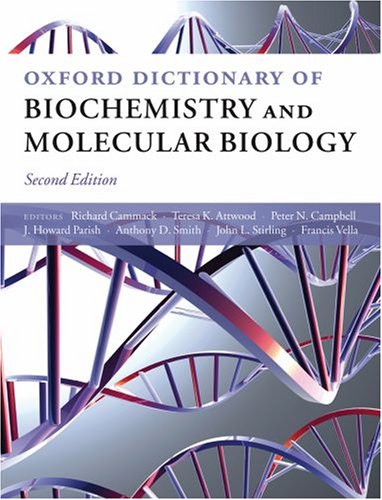 OXFORD DICTIONARY OF
BIOCHEMISTRY AND
MOLECULAR BIOLOGY
Second Edition
EDITORS Richard Cammack · Teresa K. Attwood · Peter N. Campbell
J. Howard Parish · Anthony D. Smith · John L. Stirling · Francis Vella